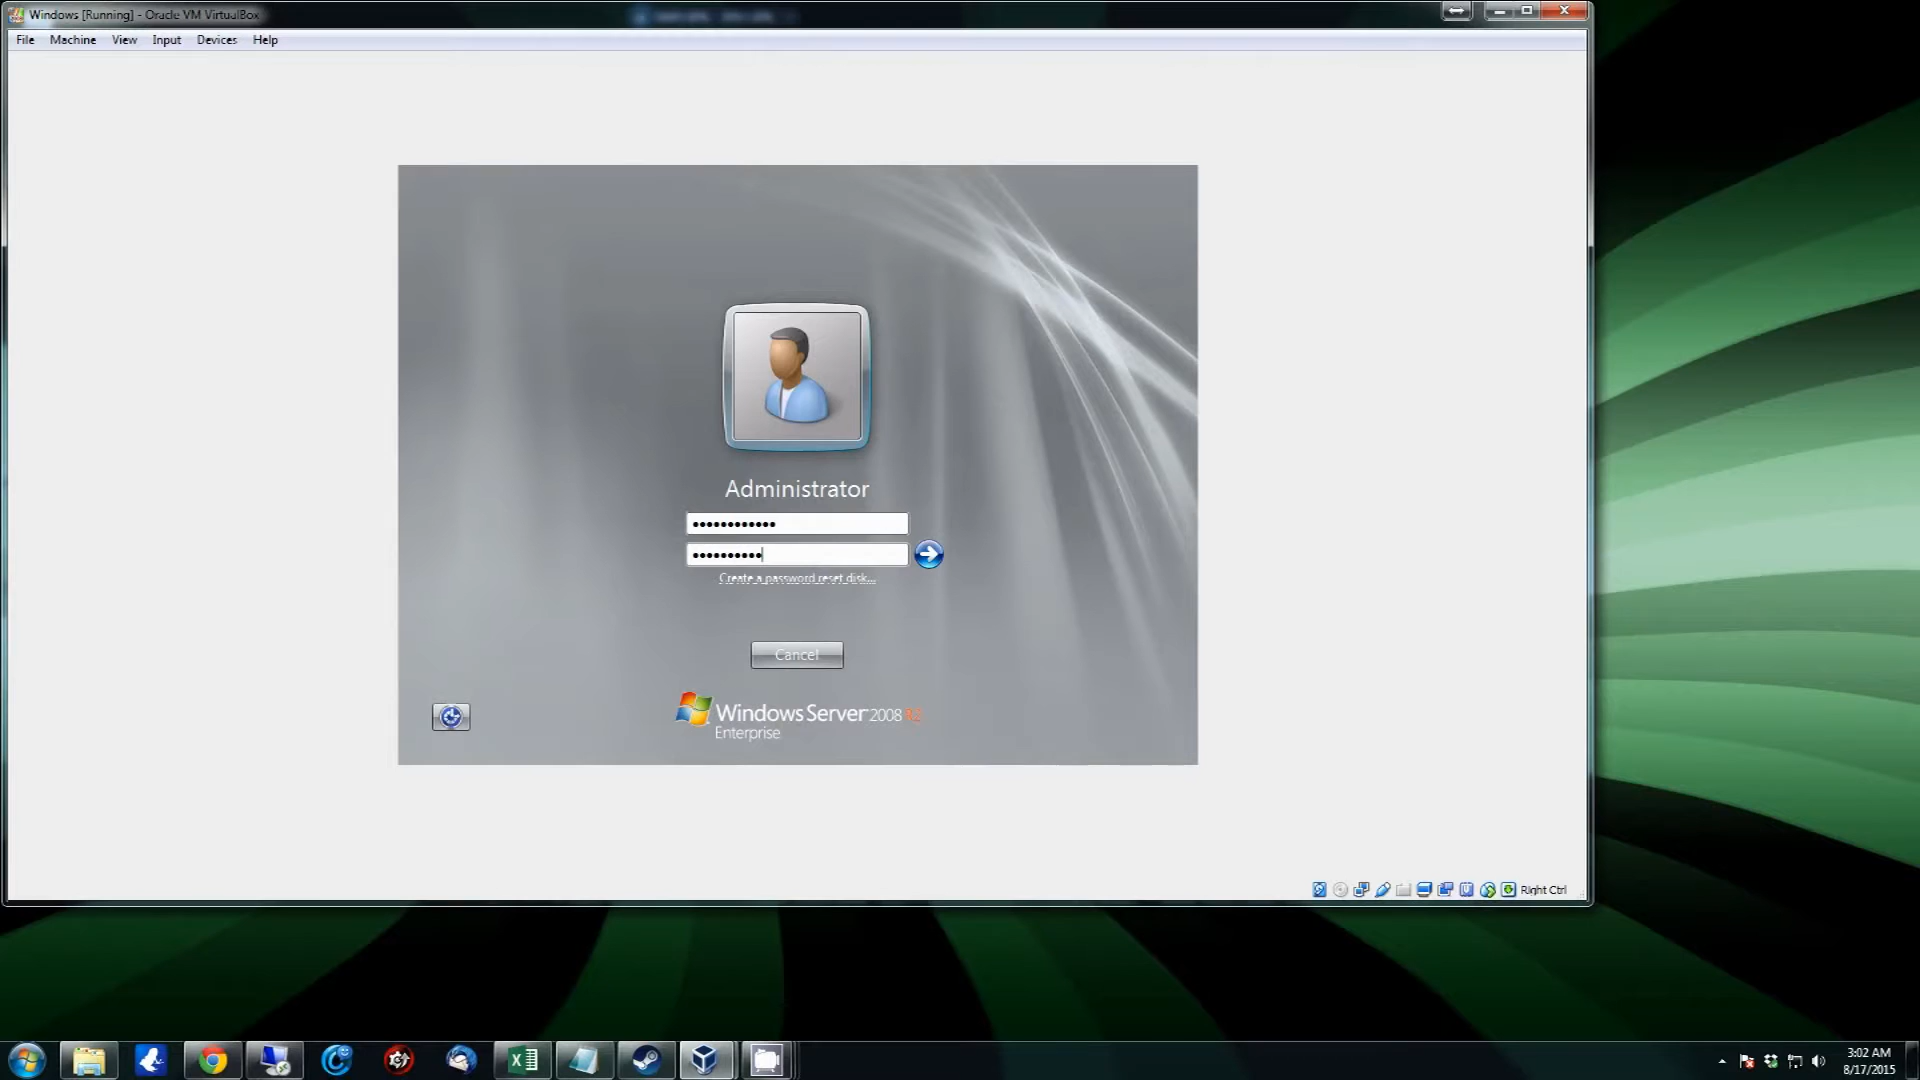 Windows [Running] - Oracle VM VirtualBox
File Machine View Input Devices Help
Administrator
Create a password reset disk...
Cancel
Windows Server 2008 R2
Enterprise
Right Ctrl
3:02 AM
8/17/2015